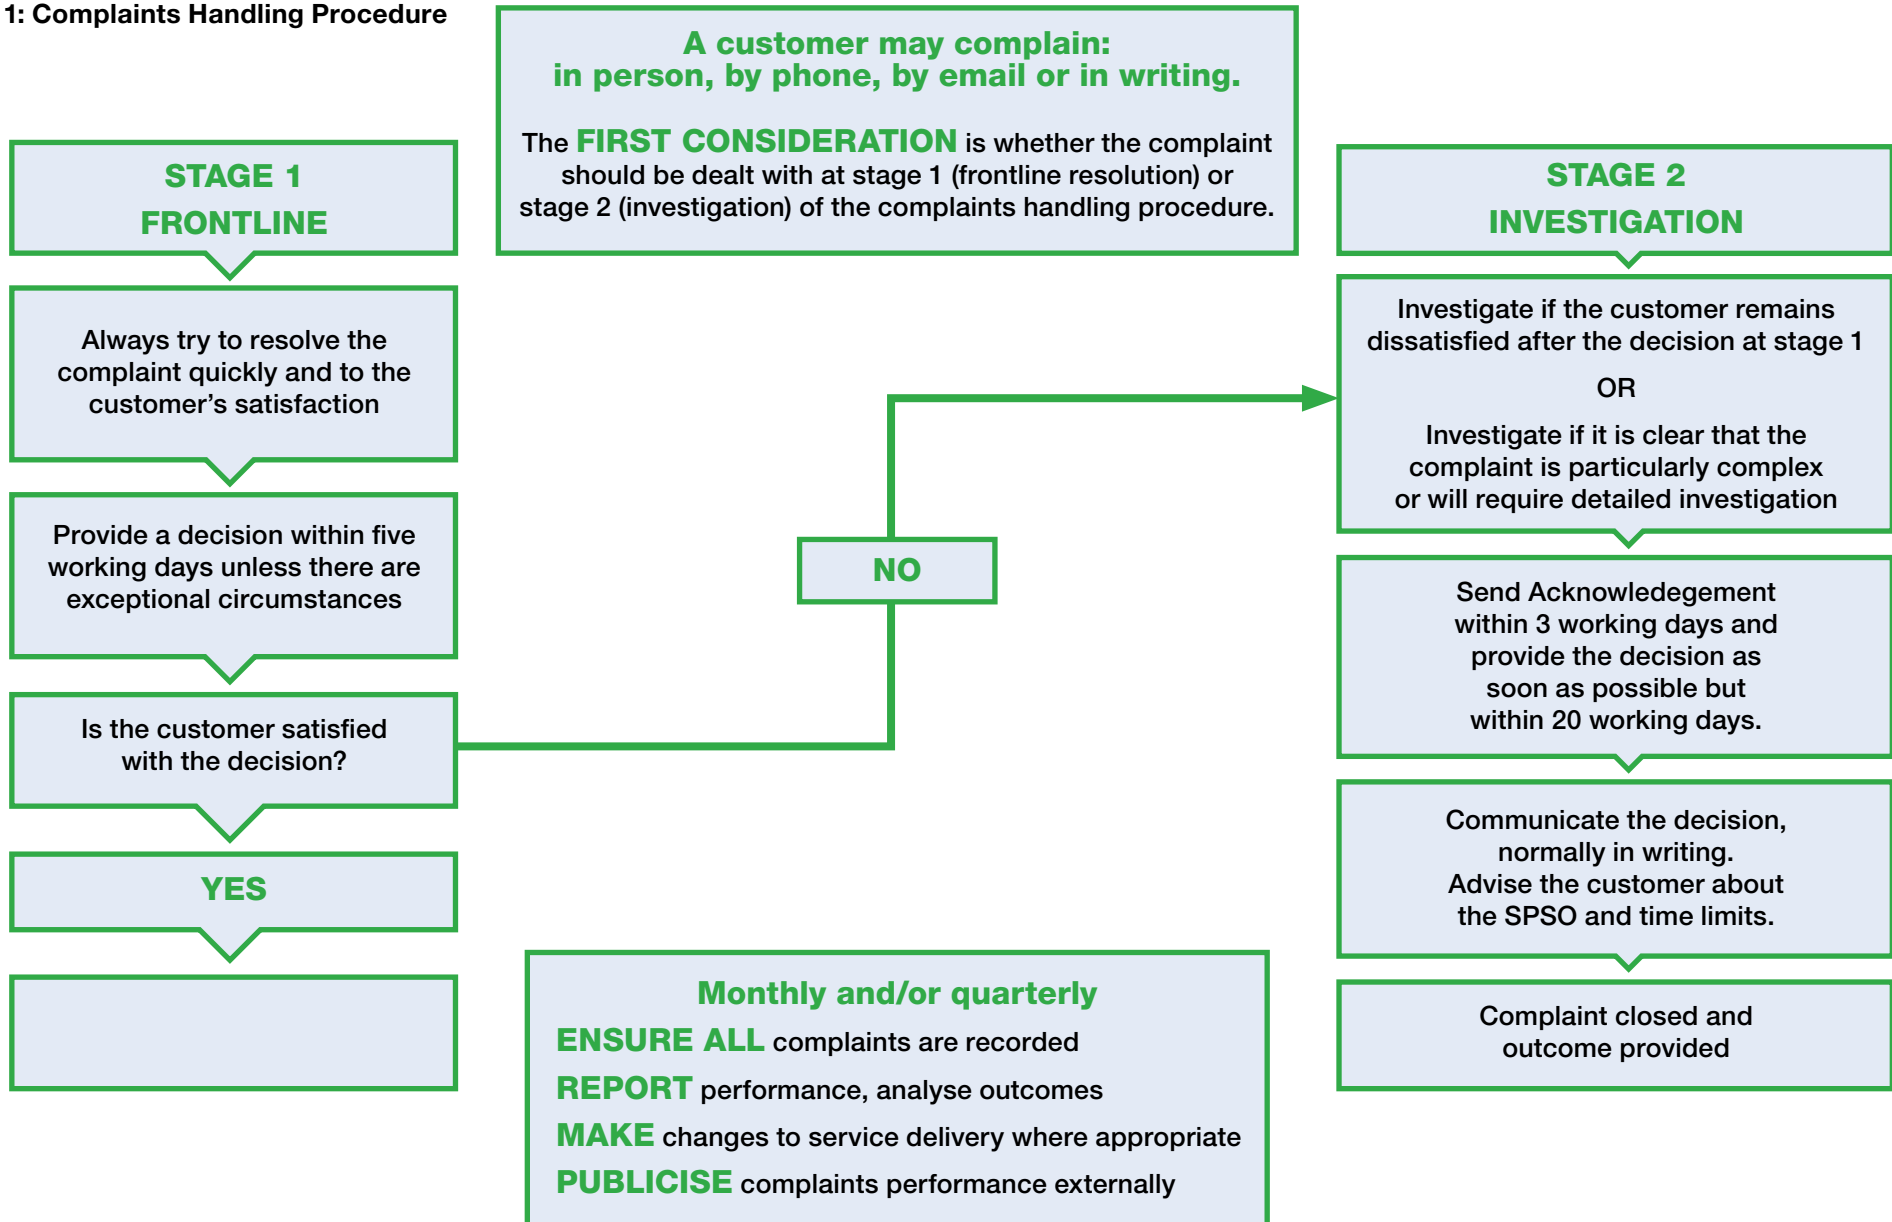 1: Complaints Handling Procedure
A customer may complain:
in person, by phone, by email or in writing.
The FIRST CONSIDERATION is whether the complaint
should be dealt with at stage 1 (frontline resolution) or
stage 2 (investigation) of the complaints handling procedure.
STAGE 1
FRONTLINE
Always try to resolve the
complaint quickly and to the
customer’s satisfaction
Provide a decision within five
working days unless there are
exceptional circumstances
Is the customer satisfied
with the decision?
YES
NO
STAGE 2
INVESTIGATION
Investigate if the customer remains
dissatisfied after the decision at stage 1
OR
Investigate if it is clear that the
complaint is particularly complex
or will require detailed investigation
Send Acknowledegement
within 3 working days and
provide the decision as
soon as possible but
within 20 working days.
Communicate the decision,
normally in writing.
Advise the customer about
the SPSO and time limits.
Complaint closed and
outcome provided
Monthly and/or quarterly
ENSURE ALL complaints are recorded
REPORT performance, analyse outcomes
MAKE changes to service delivery where appropriate
PUBLICISE complaints performance externally